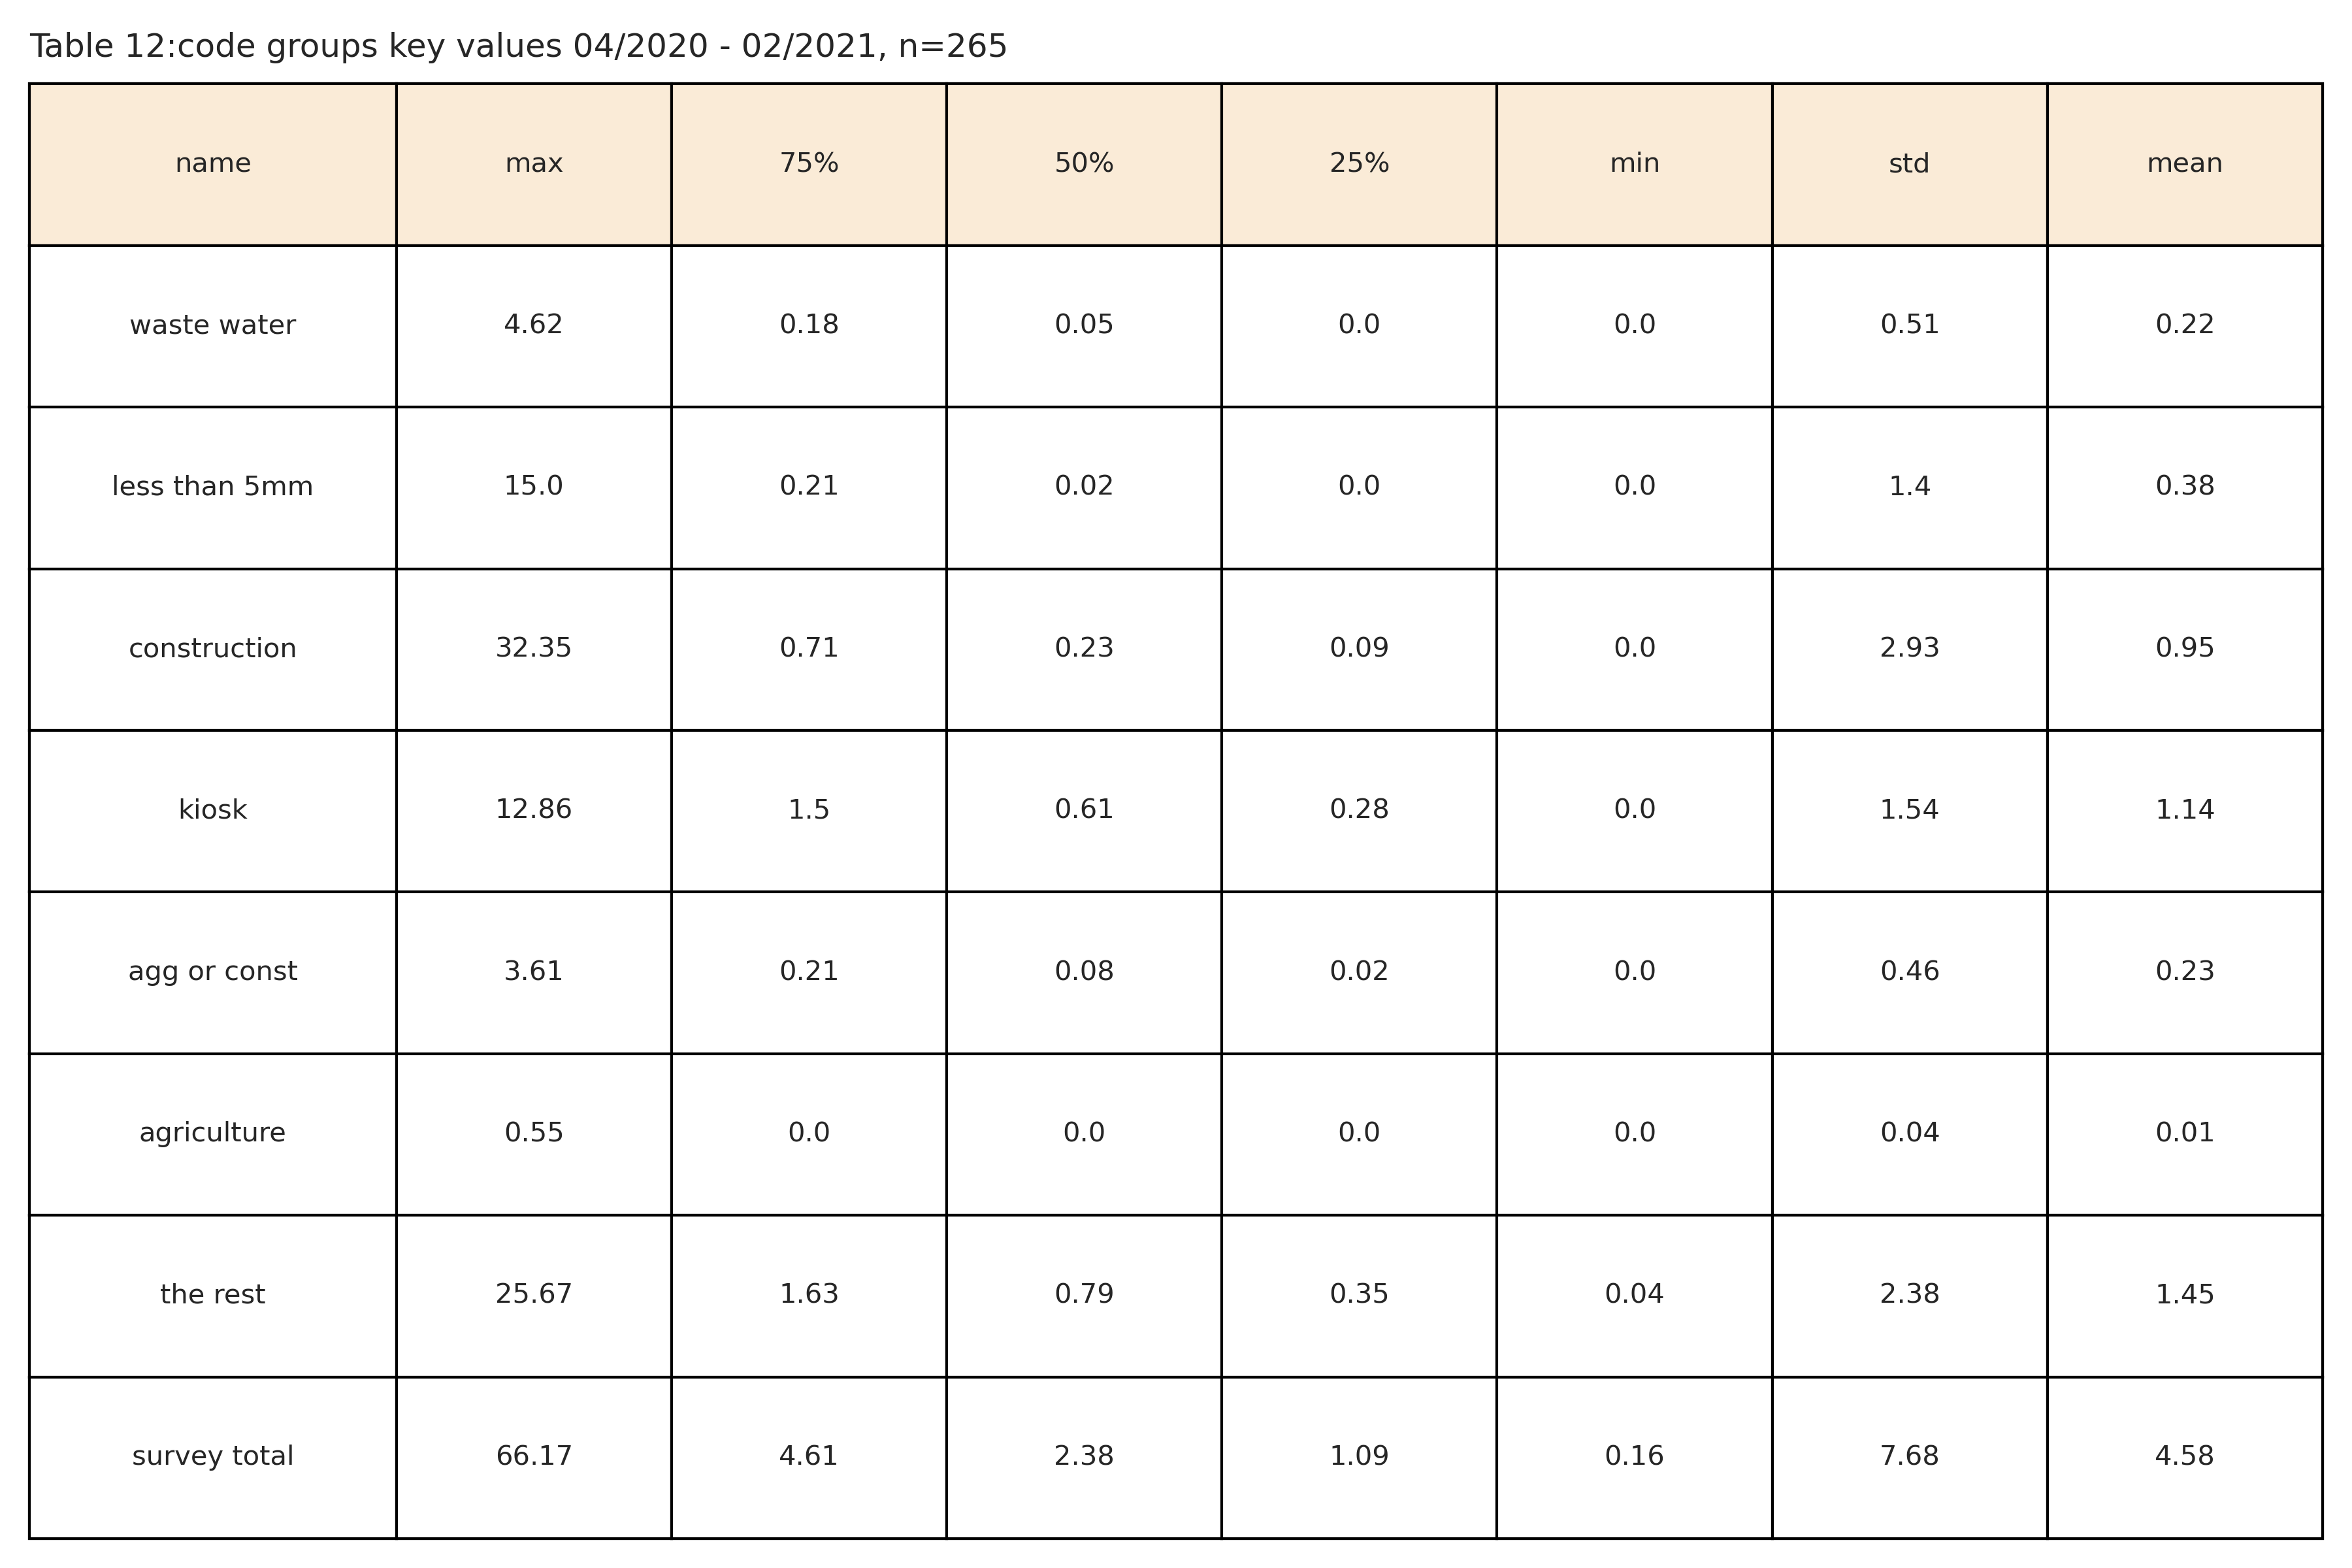 Table 12:code groups key values 04/2020 - 02/2021, n=265
name max 75% 50% 25% min std mean
waste water 4.62 0.18 0.05 0.0 0.0 0.51 0.22
less than 5mm 15.0 0.21 0.02 0.0 0.0 1.4 0.38
construction 32.35 0.71 0.23 0.09 0.0 2.93 0.95
kiosk 12.86 1.5 0.61 0.28 0.0 1.54 1.14
agg or const 3.61 0.21 0.08 0.02 0.0 0.46 0.23
agriculture 0.55 0.0 0.0 0.0 0.0 0.04 0.01
the rest 25.67 1.63 0.79 0.35 0.04 2.38 1.45
survey total 66.17 4.61 2.38 1.09 0.16 7.68 4.58